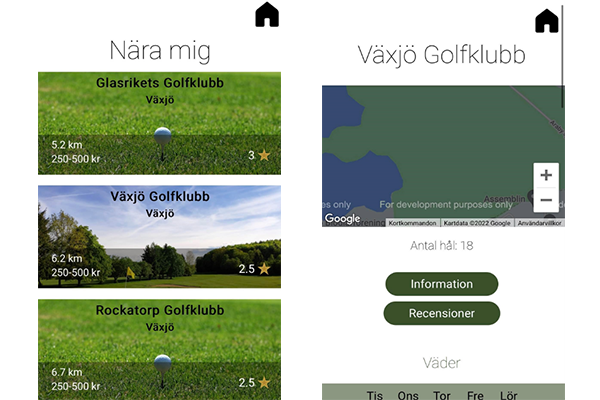 Nära mig
Glasrikets Golfklubb
Växjö
5.2 km
250-500 kr
3
Växjö Golfklubb
Växjö
6.2 km
250-500 kr
2.5
Rockatorp Golfklubb
Växjö
6.7 km
250-500 kr
2.5
Växjö Golfklubb
Assemblin
es only
For development purposes only
Google
Kortkommandon
Kartdata ©2022 Google
Användarvillkor
Antal hål: 18
Information
Recensioner
Väder
Tis Ons Tor Fre Lör